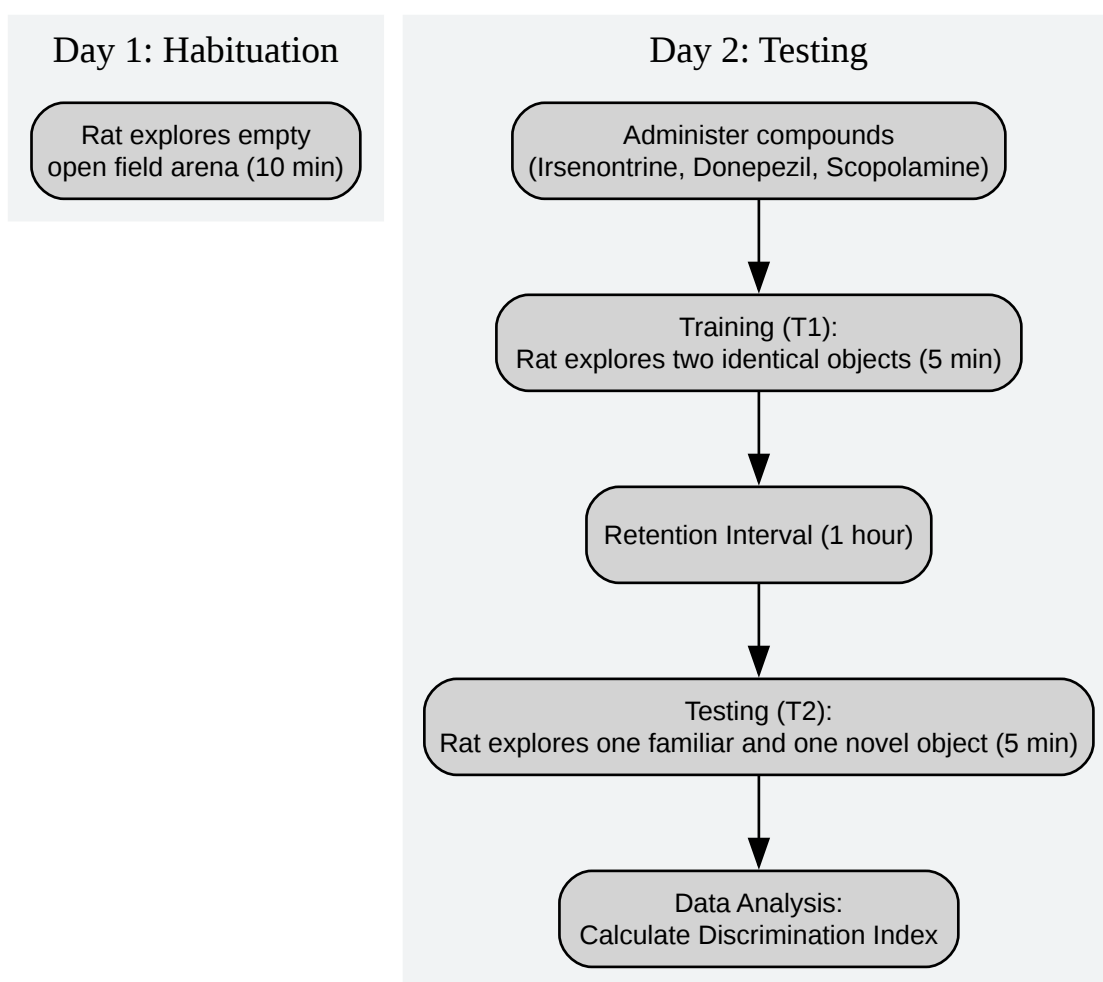 Day 1: Habituation
Rat explores empty
open field arena (10 min)
Day 2: Testing
Administer compounds
(Irsenontrine, Donepezil, Scopolamine)
Training (T1):
Rat explores two identical objects (5 min)
Retention Interval (1 hour)
Testing (T2):
Rat explores one familiar and one novel object (5 min)
Data Analysis:
Calculate Discrimination Index